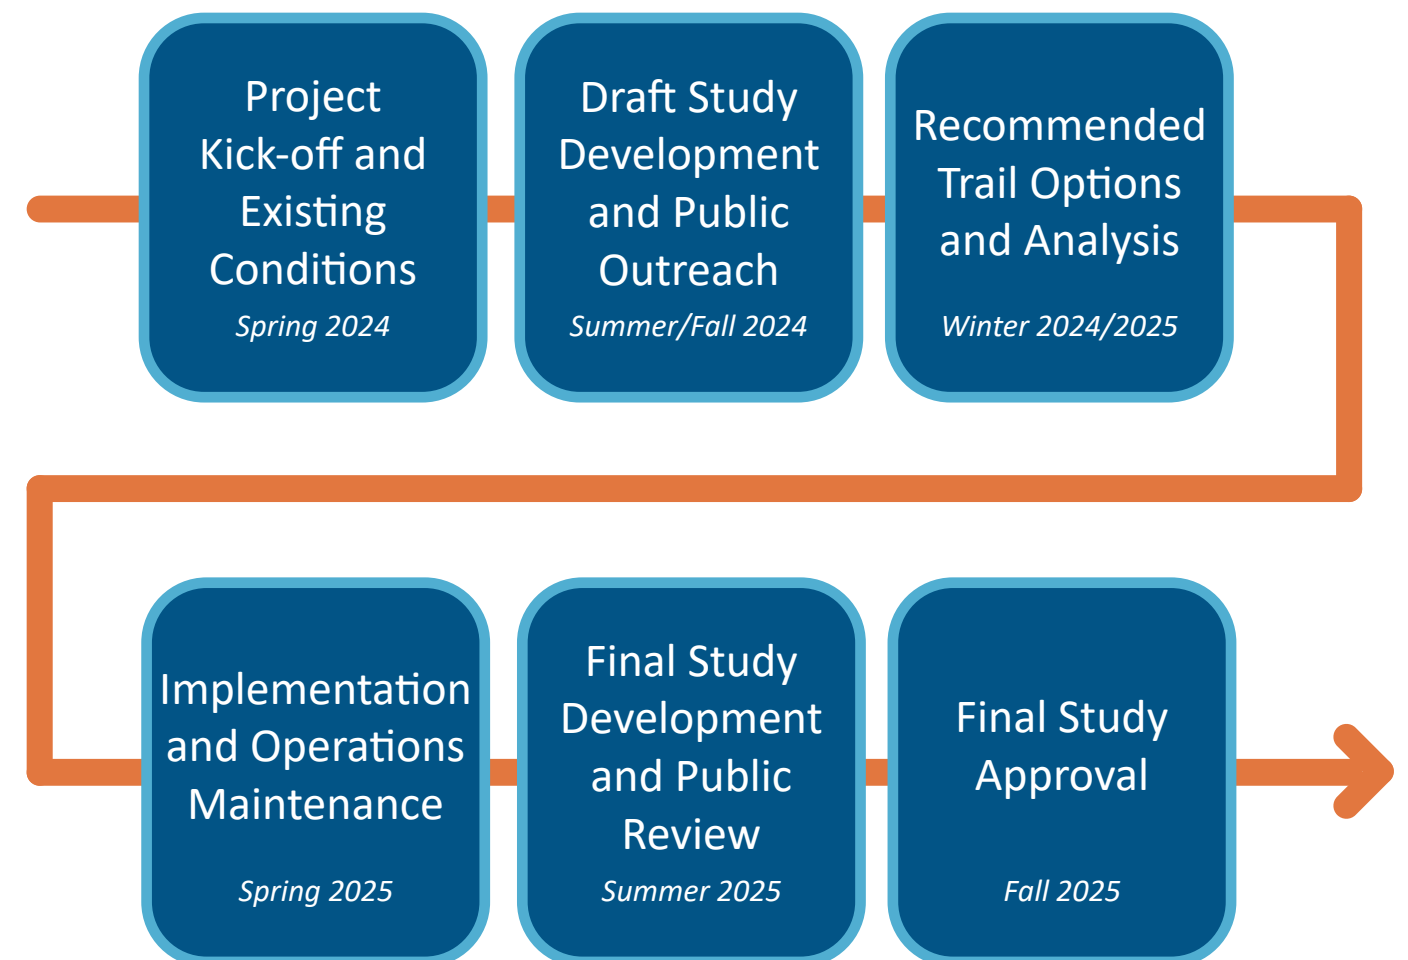 Project
Kick-off and
Existing
Conditions
Spring 2024
Draft Study
Development
and Public
Outreach
Summer/Fall 2024
Recommended
Trail Options
and Analysis
Winter 2024/2025
Implementation
and Operations
Maintenance
Spring 2025
Final Study
Development
and Public
Review
Summer 2025
Final Study
Approval
Fall 2025